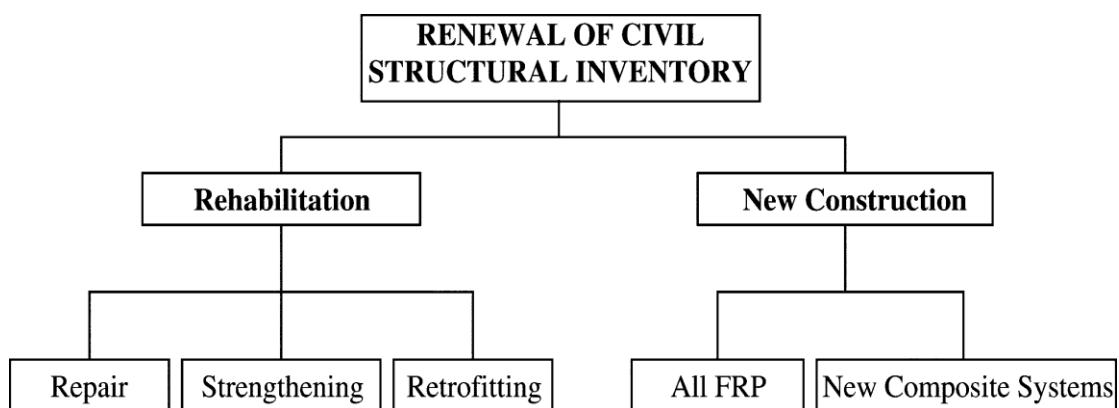 RENEWAL OF CIVIL
STRUCTURAL INVENTORY
Rehabilitation
New Construction
Repair
Strengthening
Retrofitting
All FRP
New Composite Systems